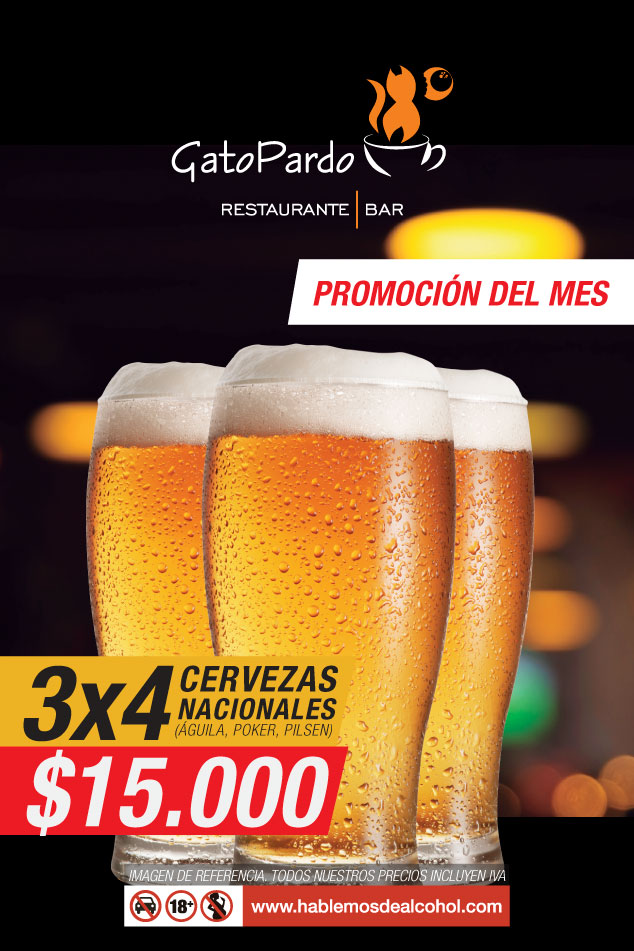 GatoPardo
RESTAURANTE | BAR
PROMOCIÓN DEL MES
3x4 CERVEZAS
NACIONALES
(ÁGUILA, POKER, PILSEN)
$15.000
IMAGEN DE REFERENCIA. TODOS NUESTROS PRECIOS INCLUYEN IVA
18+
www.hablemosdealcohol.com